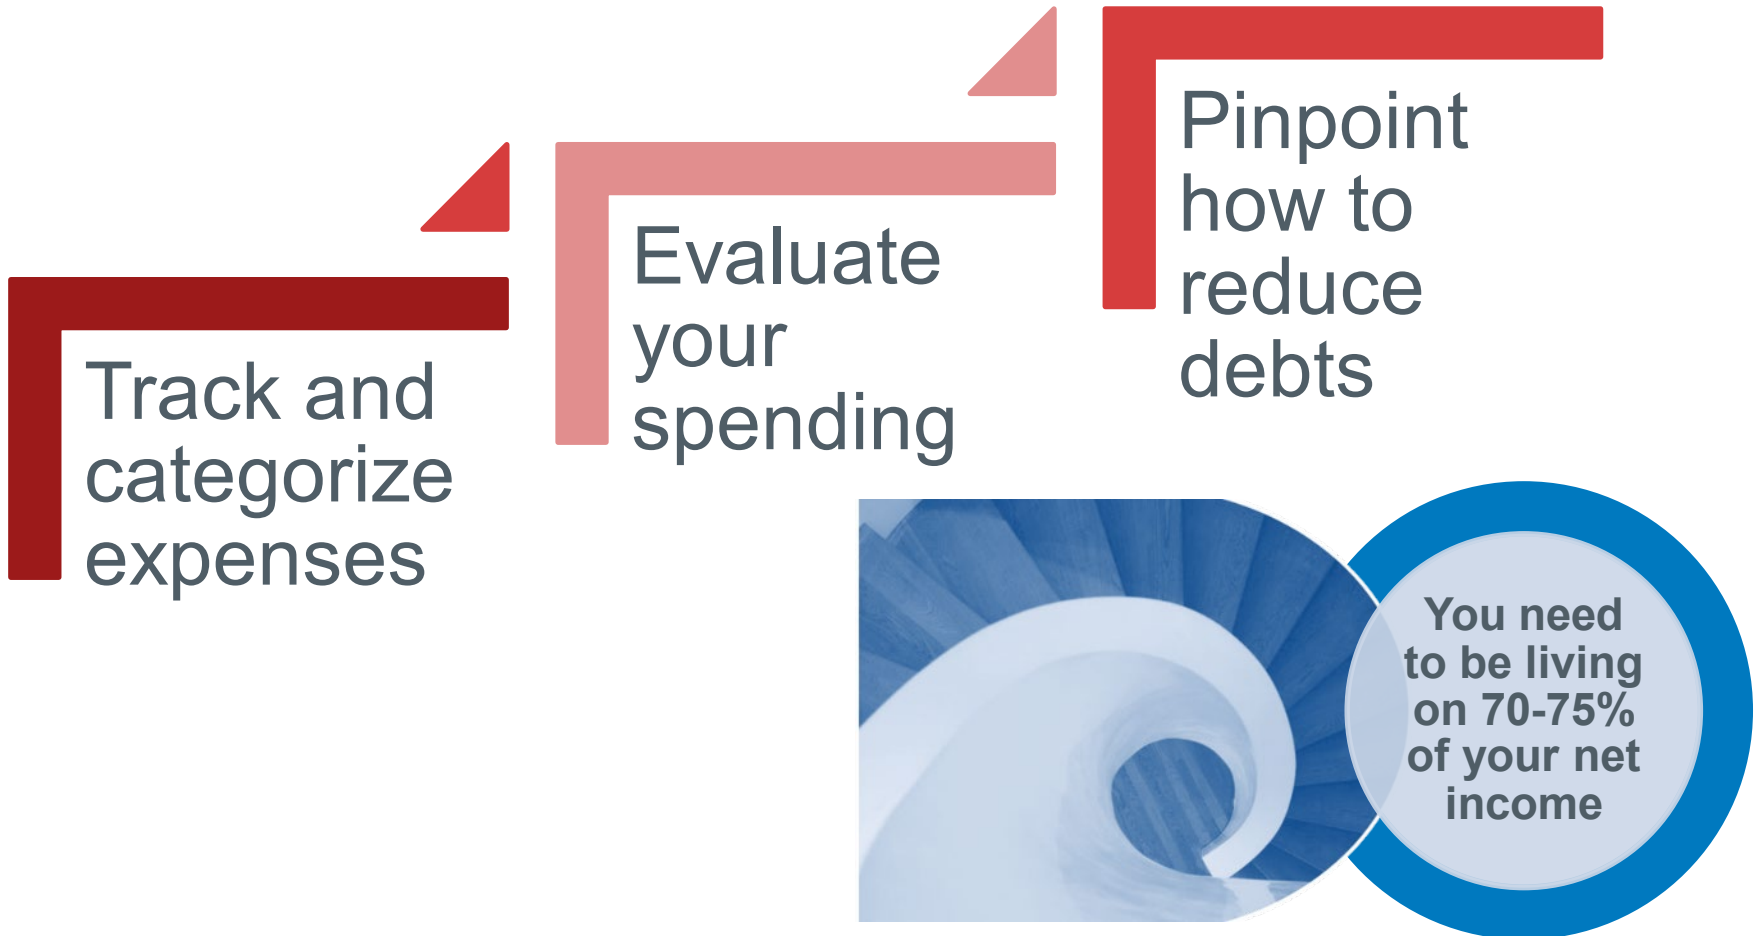 Track and
categorize
expenses
Evaluate
your
spending
Pinpoint
how to
reduce
debts
You need
to be living
on 70-75%
of your net
income